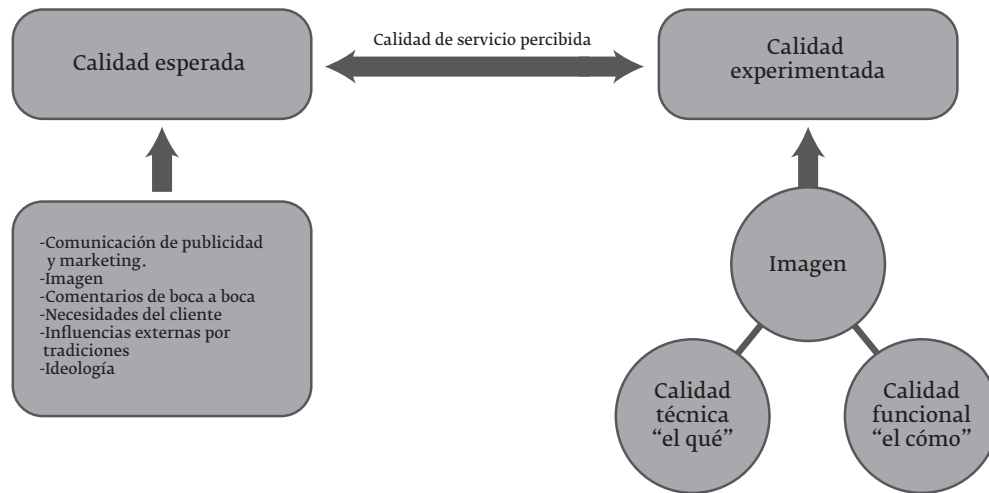 Calidad esperada
Calidad de servicio percibida
Calidad
experimentada
-Comunicación de publicidad
y marketing.
-Imagen
-Comentarios de boca a boca
-Necesidades del cliente
-Influencias externas por
tradiciones
-Ideología
Imagen
Calidad
técnica
“el qué”
Calidad
funcional
“el cómo”